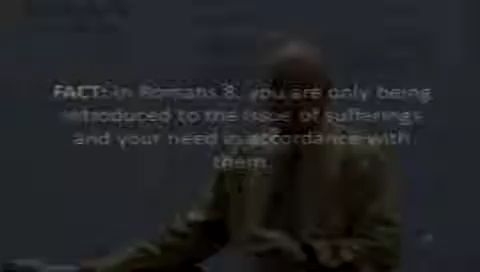 FACT: In Romans 8, you are only being
introduced to the issue of sufferings
and your need in accordance with
them.